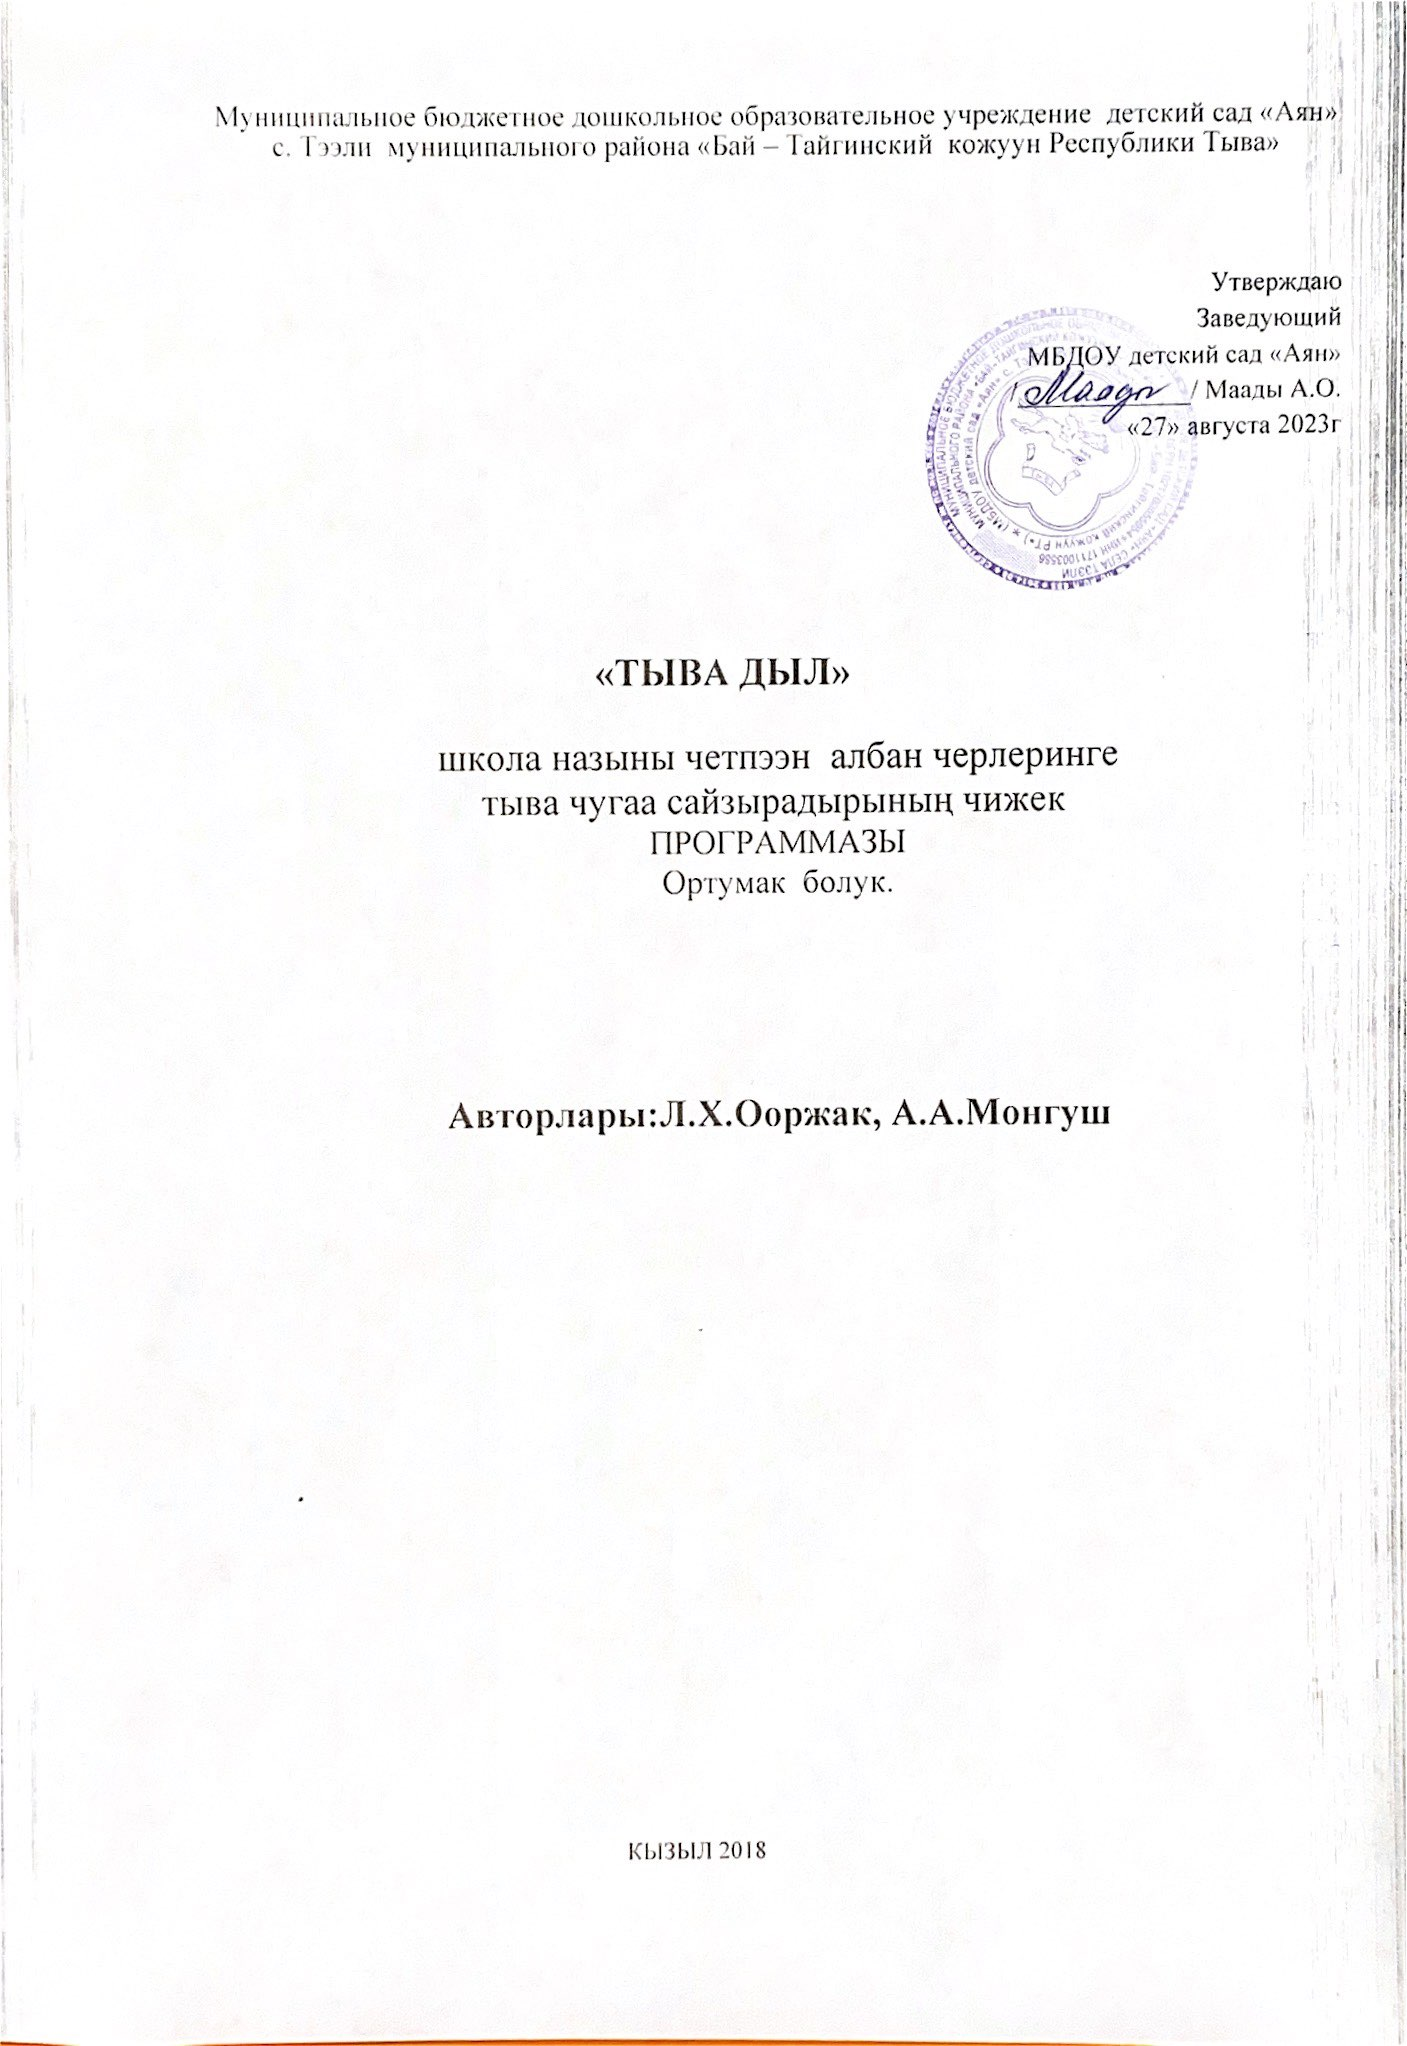 Муниципальное бюджетное дошкольное образовательное учреждение детский сад «Аян»
с. Тээли муниципального района «Бай – Тайгинский кожуун Республики Тыва»
Утверждаю
Заведующий
МБДОУ детский сад «Аян»
/ Маады А.О.
«27» августа 2023г
«ТЫВА ДЫЛ»
школа назыны четпээн албан черлеринге
тыва чугаа сайзырадырының чижек
ПРОГРАММАЗЫ
Ортумак болук.
Авторлары:Л.Х.Ооржак, А.А.Монгуш
КЫЗЫЛ 2018